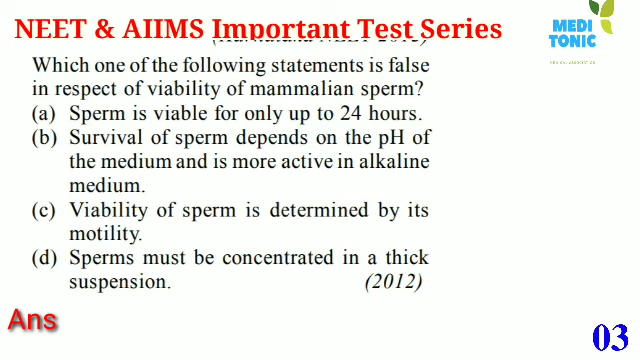 NEET & AIIMS Important Test Series
MEDI
TONIC
Which one of the following statements is false
in respect of viability of mammalian sperm?
(a) Sperm is viable for only up to 24 hours.
(b) Survival of sperm depends on the pH of
the medium and is more active in alkaline
medium.
(c) Viability of sperm is determined by its
motility.
(d) Sperms must be concentrated in a thick
suspension. (2012)
Ans
03